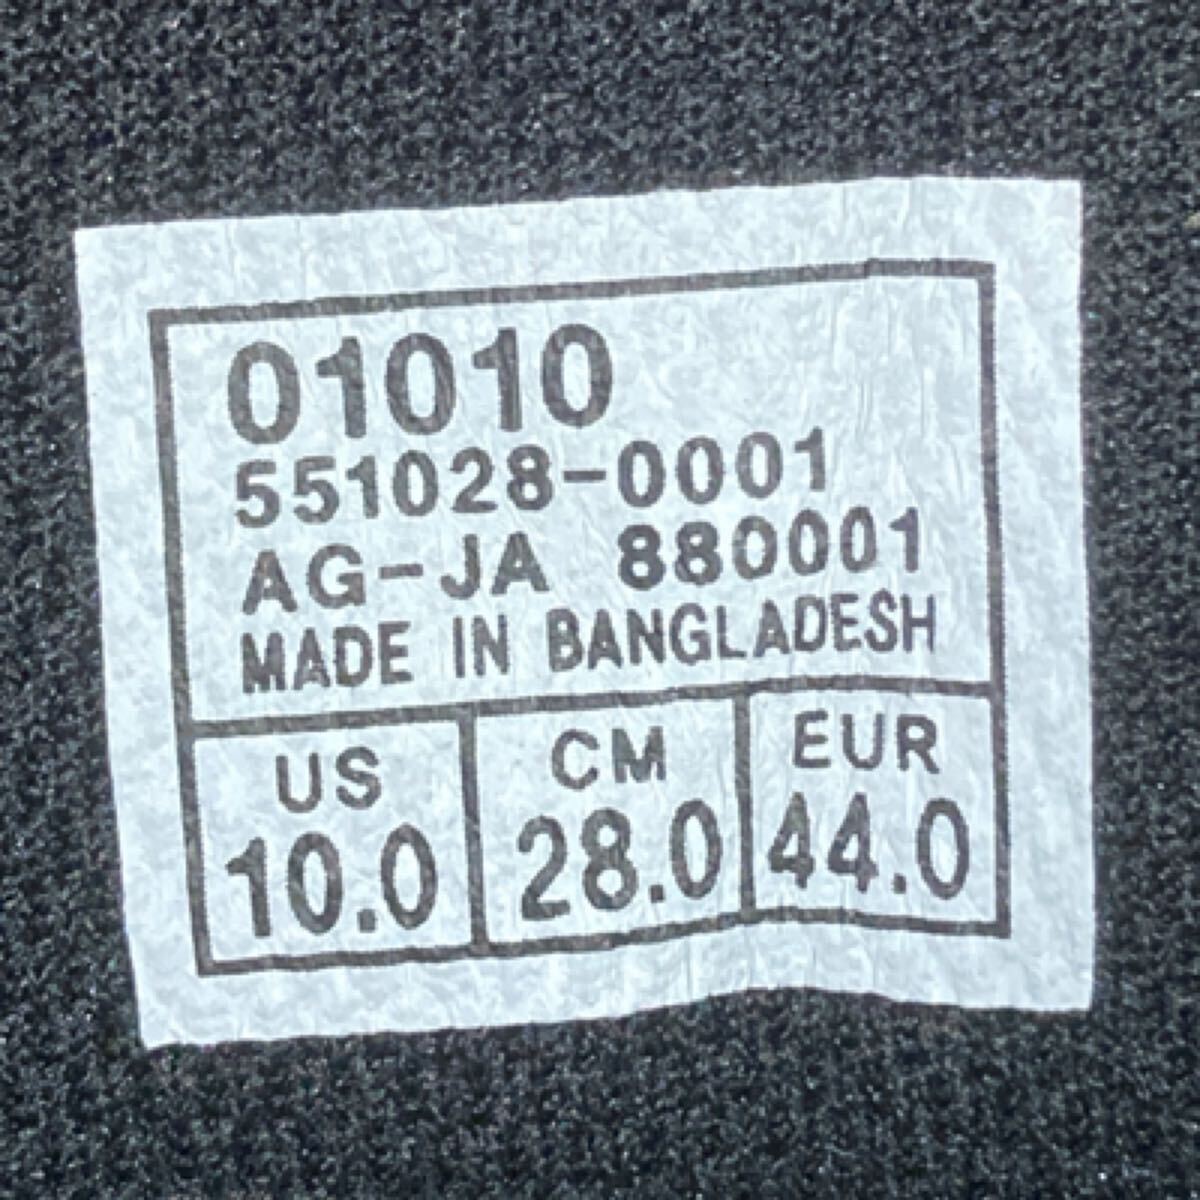 01010
551028-0001
AG-JA 880001
MADE IN BANGLADESH
US CM EUR
10.0 28.0 44.0